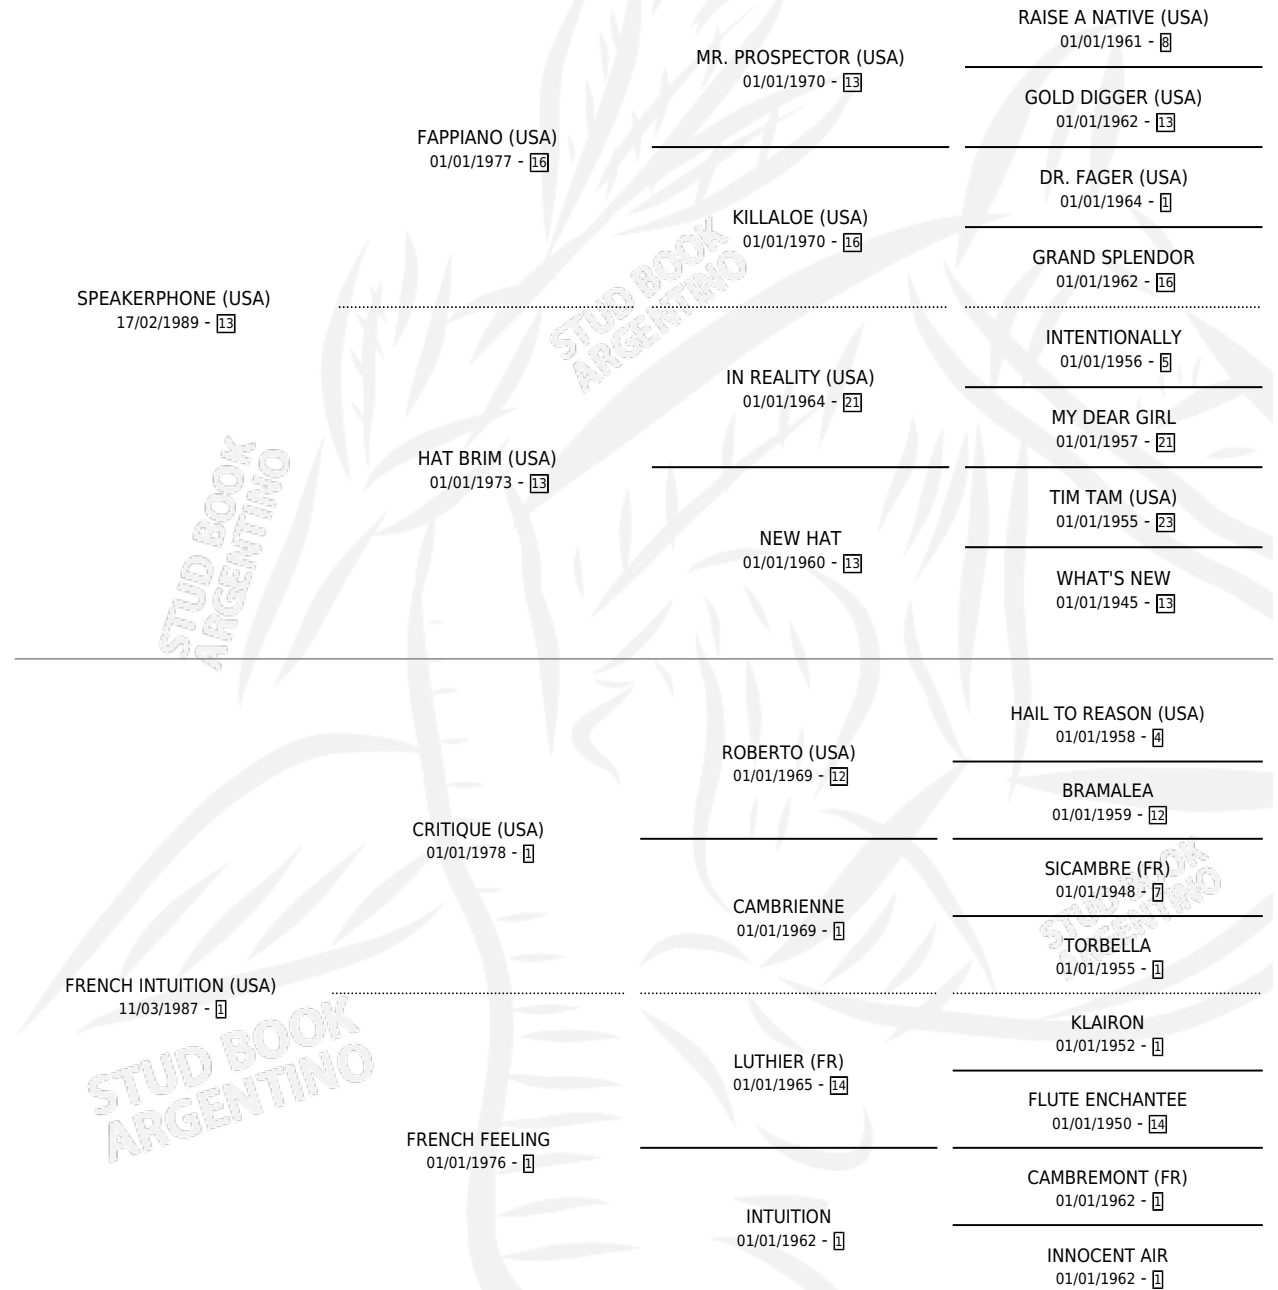 RAISE A NATIVE (USA)
01/01/1961 - 8
MR. PROSPECTOR (USA)
01/01/1970 - 13
GOLD DIGGER (USA)
01/01/1962 - 13
FAPPIANO (USA)
01/01/1977 - 16
DR. FAGER (USA)
01/01/1964 - 1
KILLALOE (USA)
01/01/1970 - 16
GRAND SPLENDOR
01/01/1962 - 16
SPEAKERPHONE (USA)
17/02/1989 - 13
INTENTIONALLY
01/01/1956 - 5
IN REALITY (USA)
01/01/1964 - 21
MY DEAR GIRL
01/01/1957 - 21
HAT BRIM (USA)
01/01/1973 - 13
TIM TAM (USA)
01/01/1955 - 23
NEW HAT
01/01/1960 - 13
WHAT'S NEW
01/01/1945 - 13
HAIL TO REASON (USA)
01/01/1958 - 4
ROBERTO (USA)
01/01/1969 - 12
BRAMALEA
01/01/1959 - 12
CRITIQUE (USA)
01/01/1978 - 1
SICAMBRE (FR)
01/01/1948 - 7
CAMBRIENNE
01/01/1969 - 1
TORBELLA
01/01/1955 - 1
FRENCH INTUITION (USA)
11/03/1987 - 1
KLAIRON
01/01/1952 - 1
LUTHIER (FR)
01/01/1965 - 14
FLUTE ENCHANTEE
01/01/1950 - 14
FRENCH FEELING
01/01/1976 - 1
CAMBREMONT (FR)
01/01/1962 - 1
INTUITION
01/01/1962 - 1
INNOCENT AIR
01/01/1962 - 1
STUD BOOK
ARGENTINO
STUD BOOK
ARGENTINO
STUD BOOK
ARGENTINO
STUD BOOK
ARGENTINO